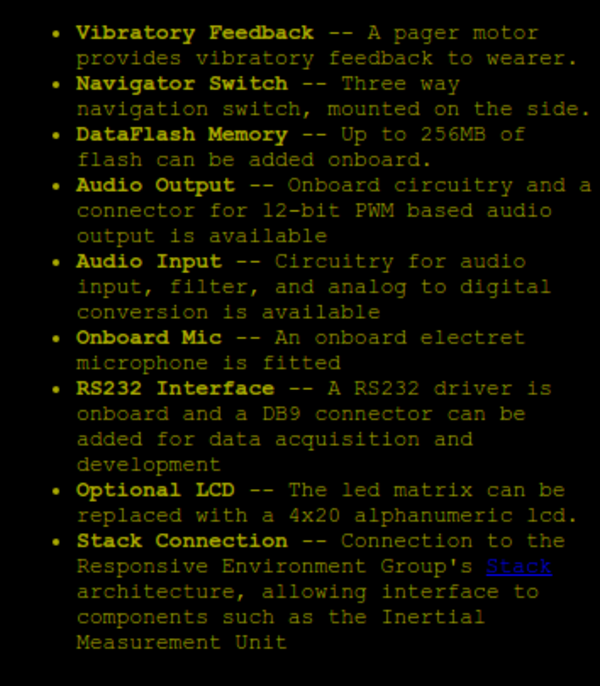 • Vibratory Feedback -- A pager motor
provides vibratory feedback to wearer.
• Navigator Switch -- Three way
navigation switch, mounted on the side.
• DataFlash Memory -- Up to 256MB of
flash can be added onboard.
• Audio Output -- Onboard circuitry and a
connector for 12-bit PWM based audio
output is available
• Audio Input -- Circuitry for audio
input, filter, and analog to digital
conversion is available
• Onboard Mic -- An onboard electret
microphone is fitted
• RS232 Interface -- A RS232 driver is
onboard and a DB9 connector can be
added for data acquisition and
development
• Optional LCD -- The led matrix can be
replaced with a 4x20 alphanumeric lcd.
• Stack Connection -- Connection to the
Responsive Environment Group's Stack
architecture, allowing interface to
components such as the Inertial
Measurement Unit